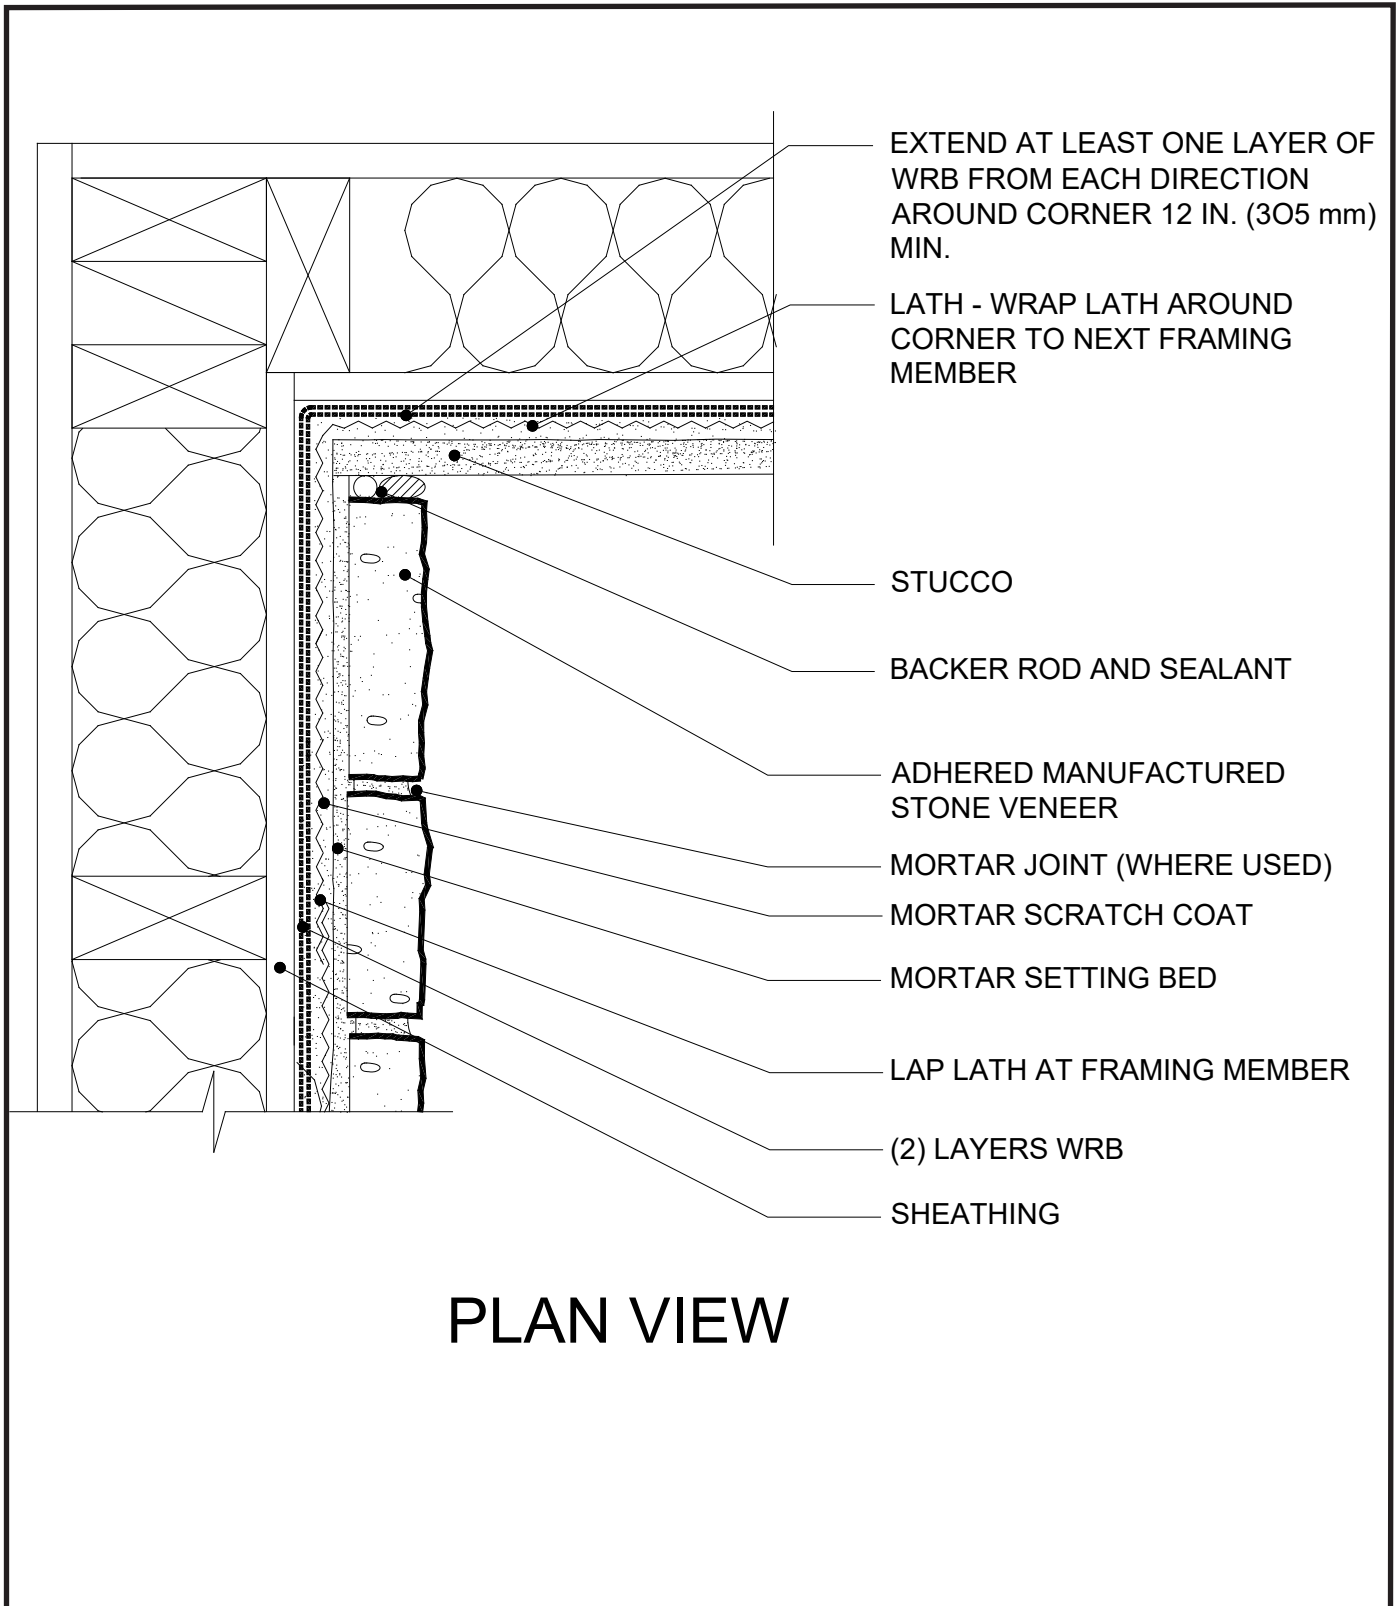 EXTEND AT LEAST ONE LAYER OF
WRB FROM EACH DIRECTION
AROUND CORNER 12 IN. (3O5 mm)
MIN.
LATH - WRAP LATH AROUND
CORNER TO NEXT FRAMING
MEMBER
STUCCO
BACKER ROD AND SEALANT
ADHERED MANUFACTURED
STONE VENEER
MORTAR JOINT (WHERE USED)
MORTAR SCRATCH COAT
MORTAR SETTING BED
LAP LATH AT FRAMING MEMBER
(2) LAYERS WRB
SHEATHING
PLAN VIEW